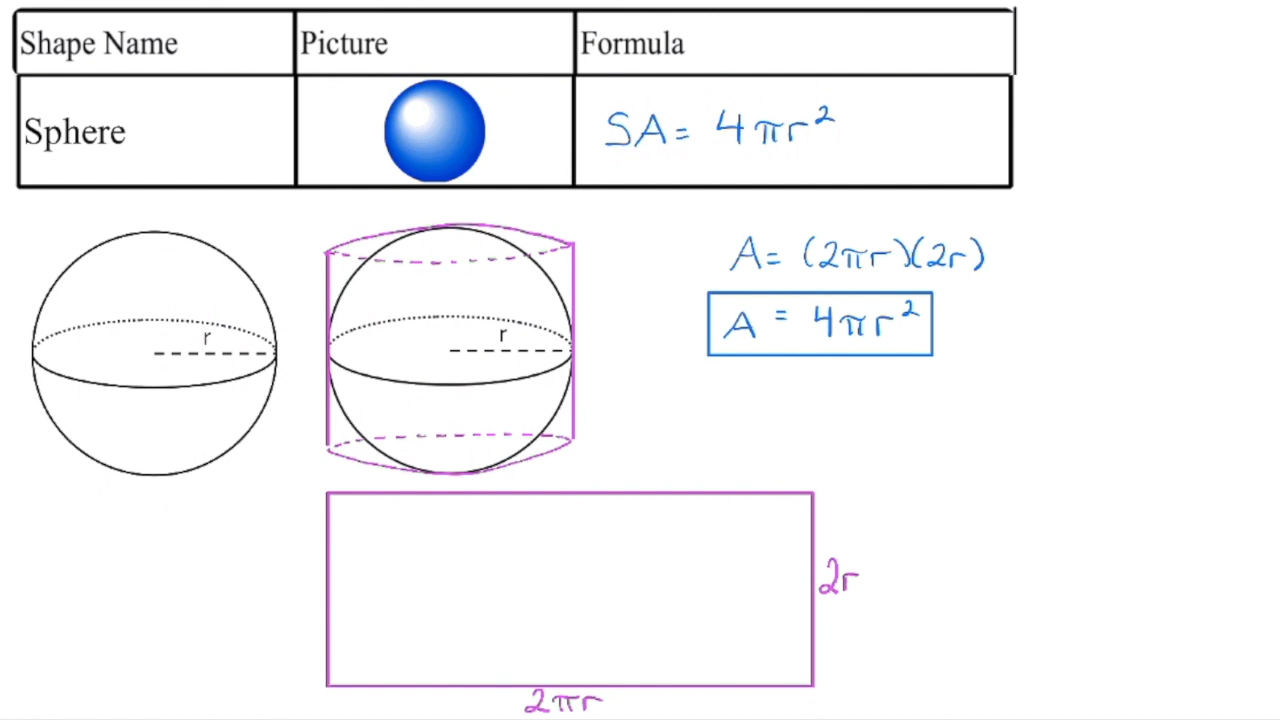 Shape Name Picture Formula
Sphere SA= 4πr²
r
r
A= (2πr)(2r)
A = 4πr²
2r
2πr